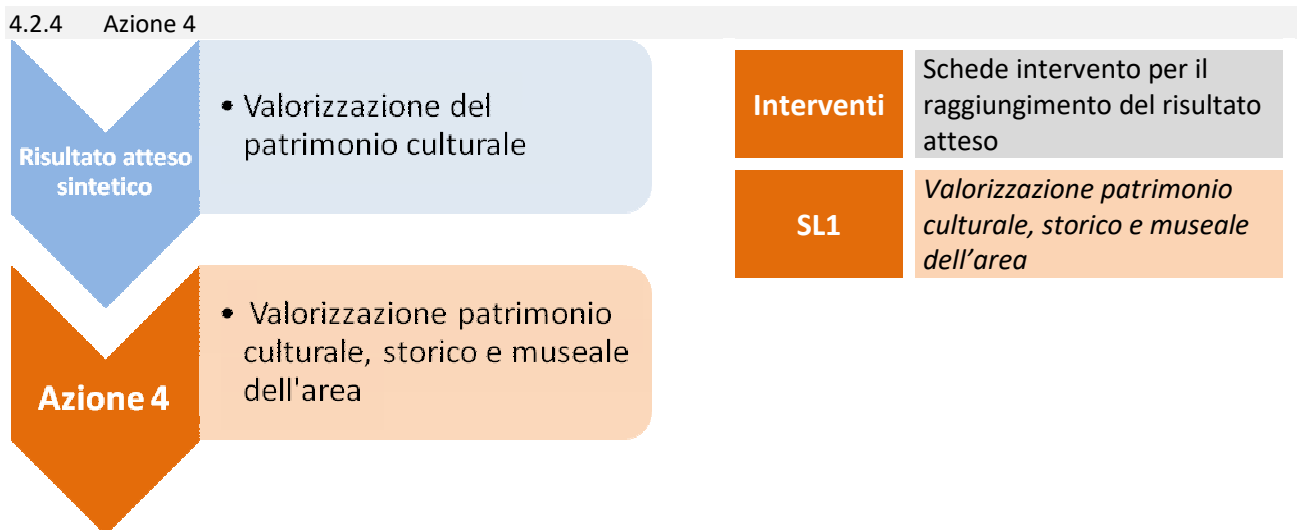 4.2.4 Azione 4
Risultato atteso
sintetico
• Valorizzazione del
patrimonio culturale
Azione 4
• Valorizzazione patrimonio
culturale, storico e museale
dell'area
Interventi
Schede intervento per il
raggiungimento del risultato
atteso
SL1
Valorizzazione patrimonio
culturale, storico e museale
dell’area